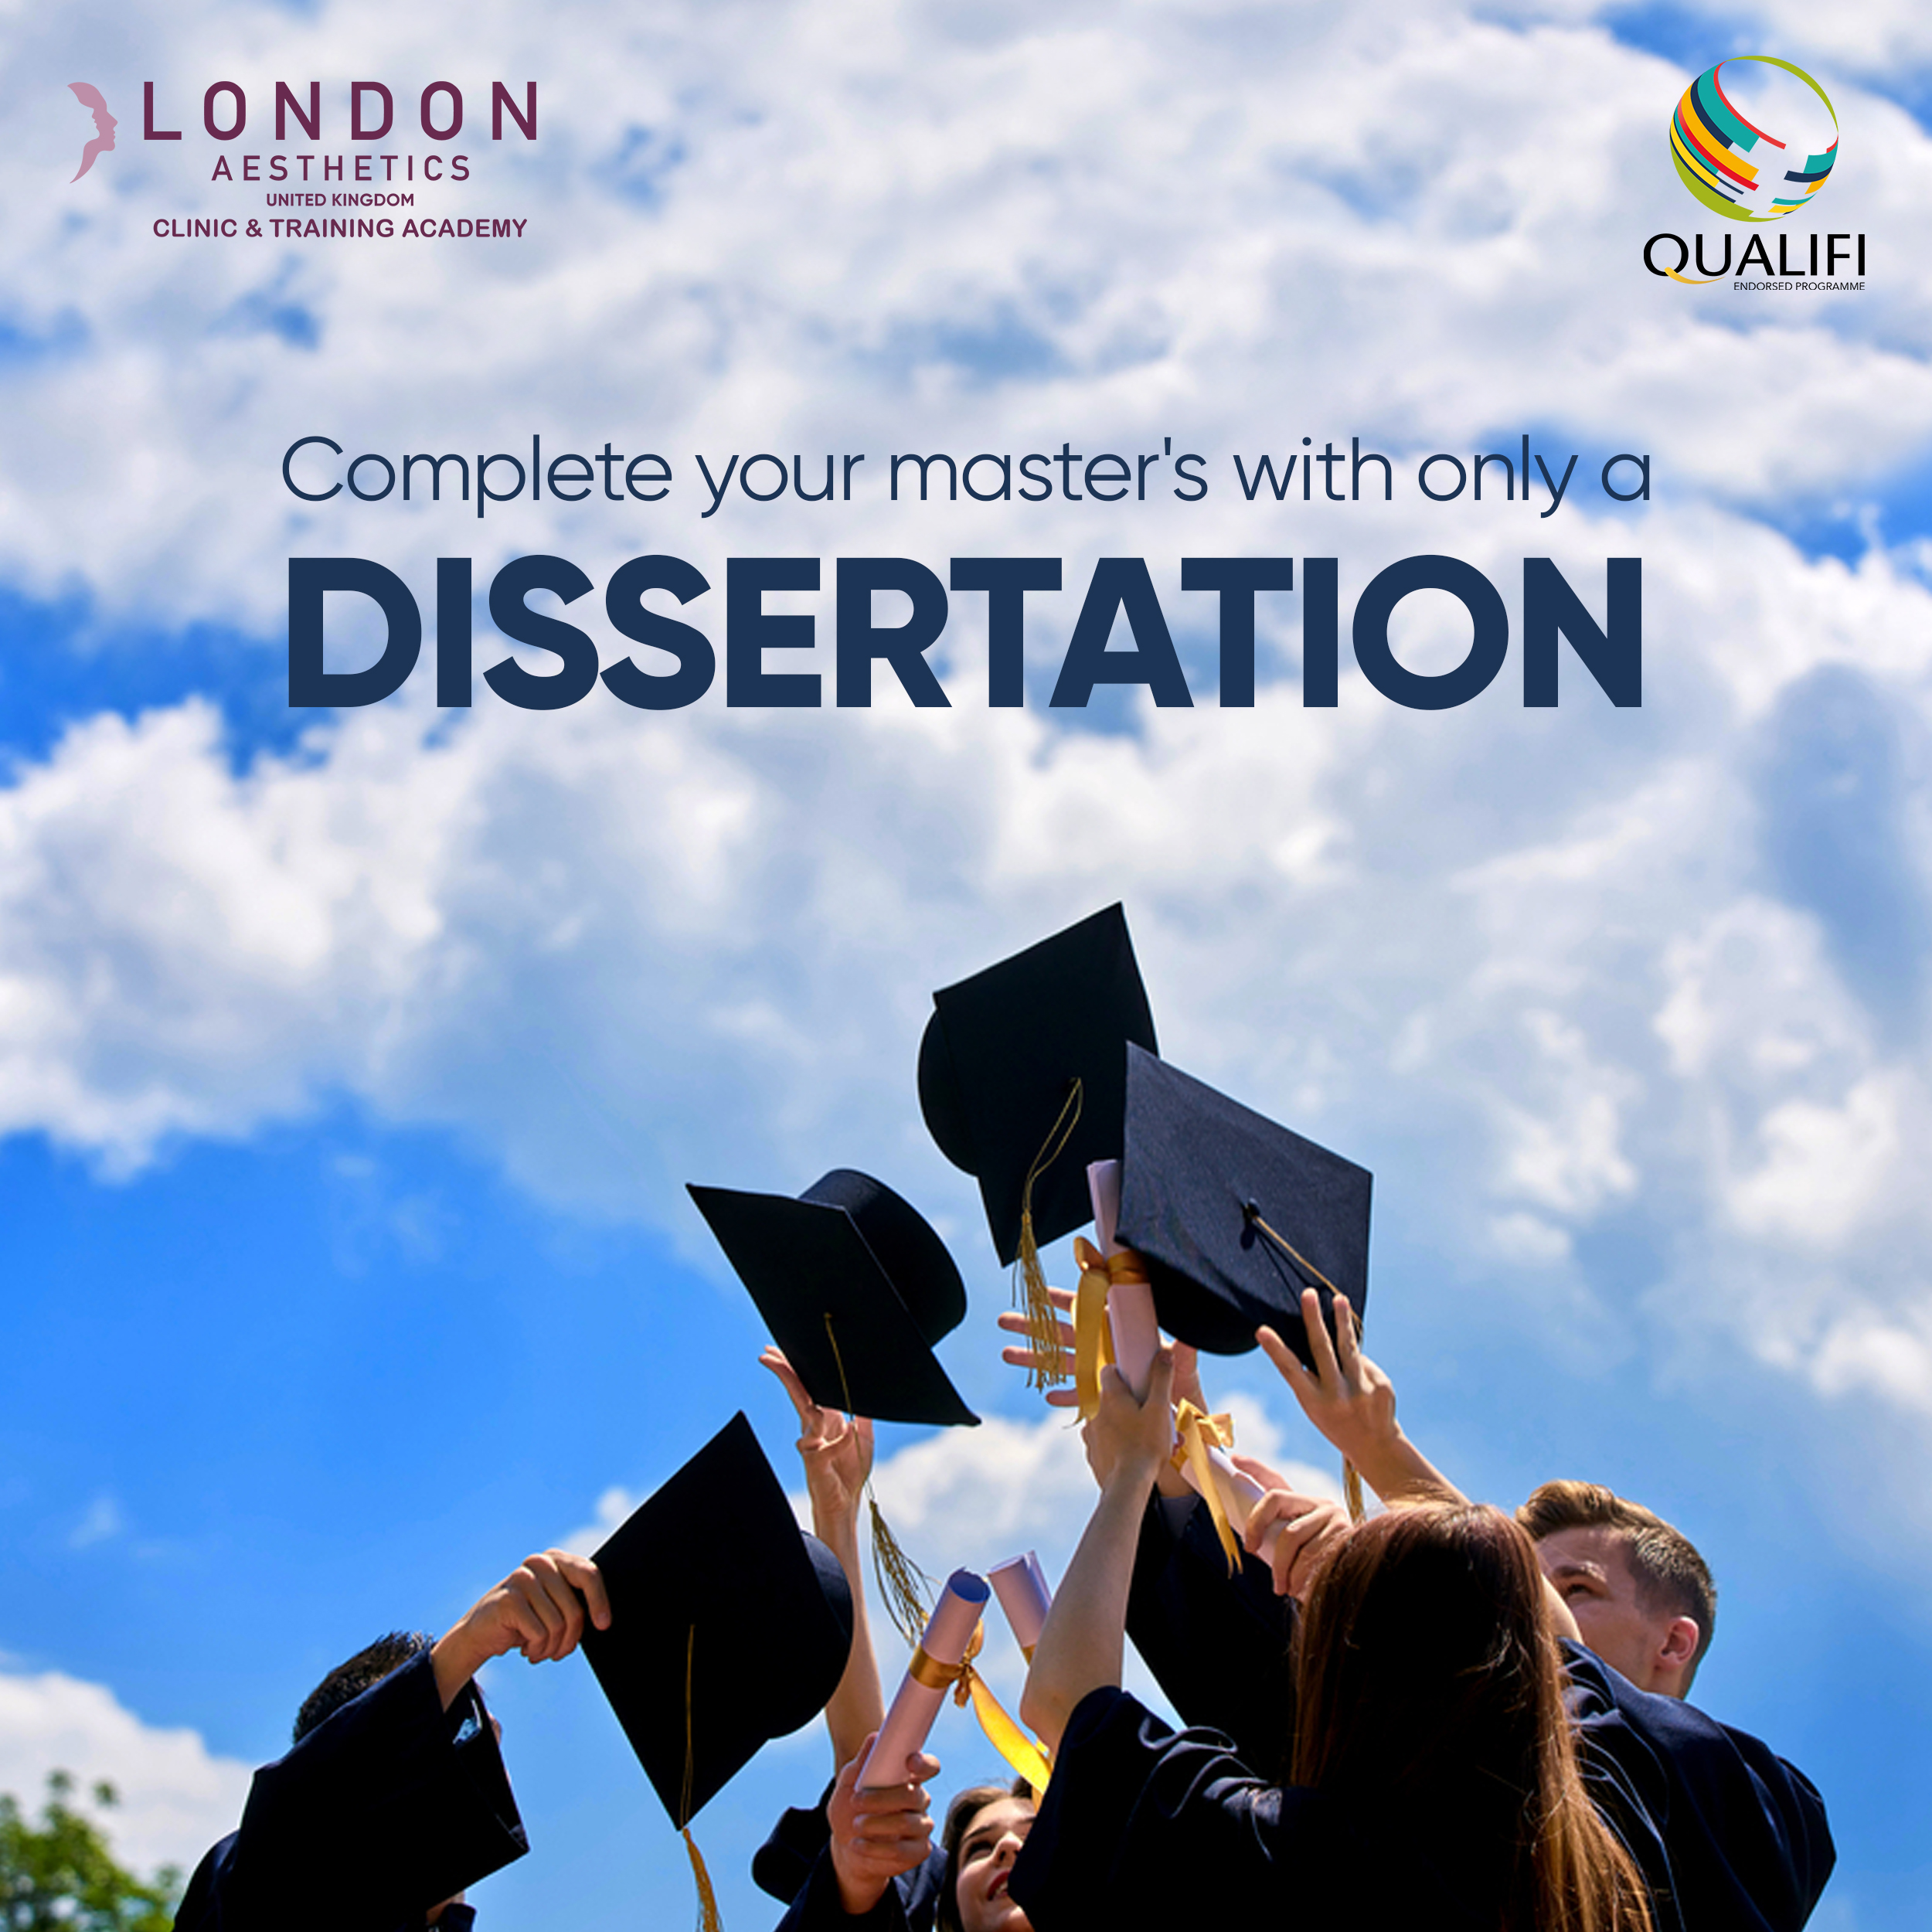 LONDON
AESTHETICS
UNITED KINGDOM
CLINIC & TRAINING ACADEMY
QUALIFI
ENDORSED PROGRAMME
Complete your master's with only a
DISSERTATION